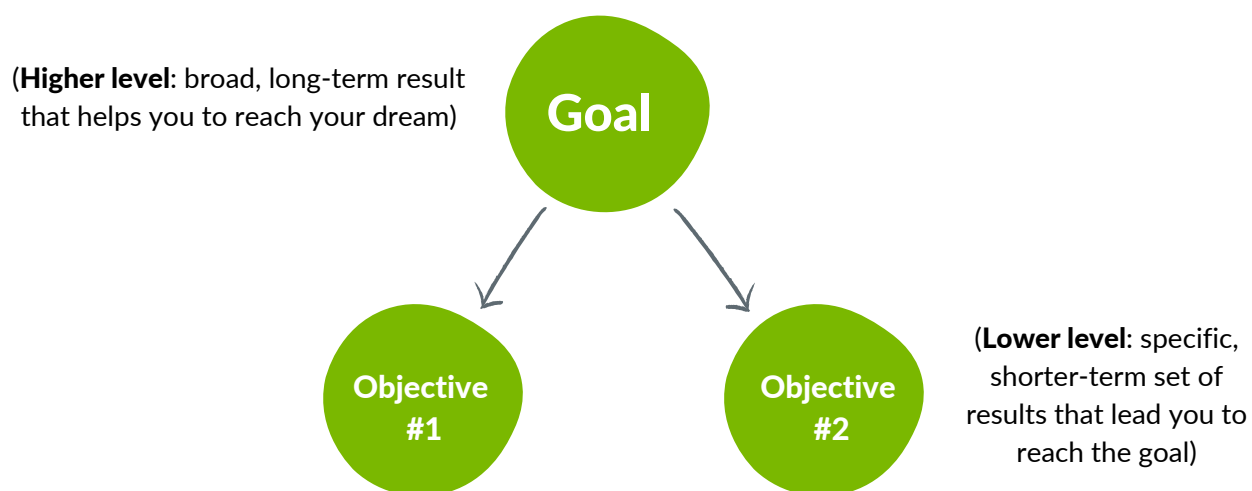 (Higher level: broad, long-term result
that helps you to reach your dream)
Goal
Objective
#1
Objective
#2
(Lower level: specific,
shorter-term set of
results that lead you to
reach the goal)